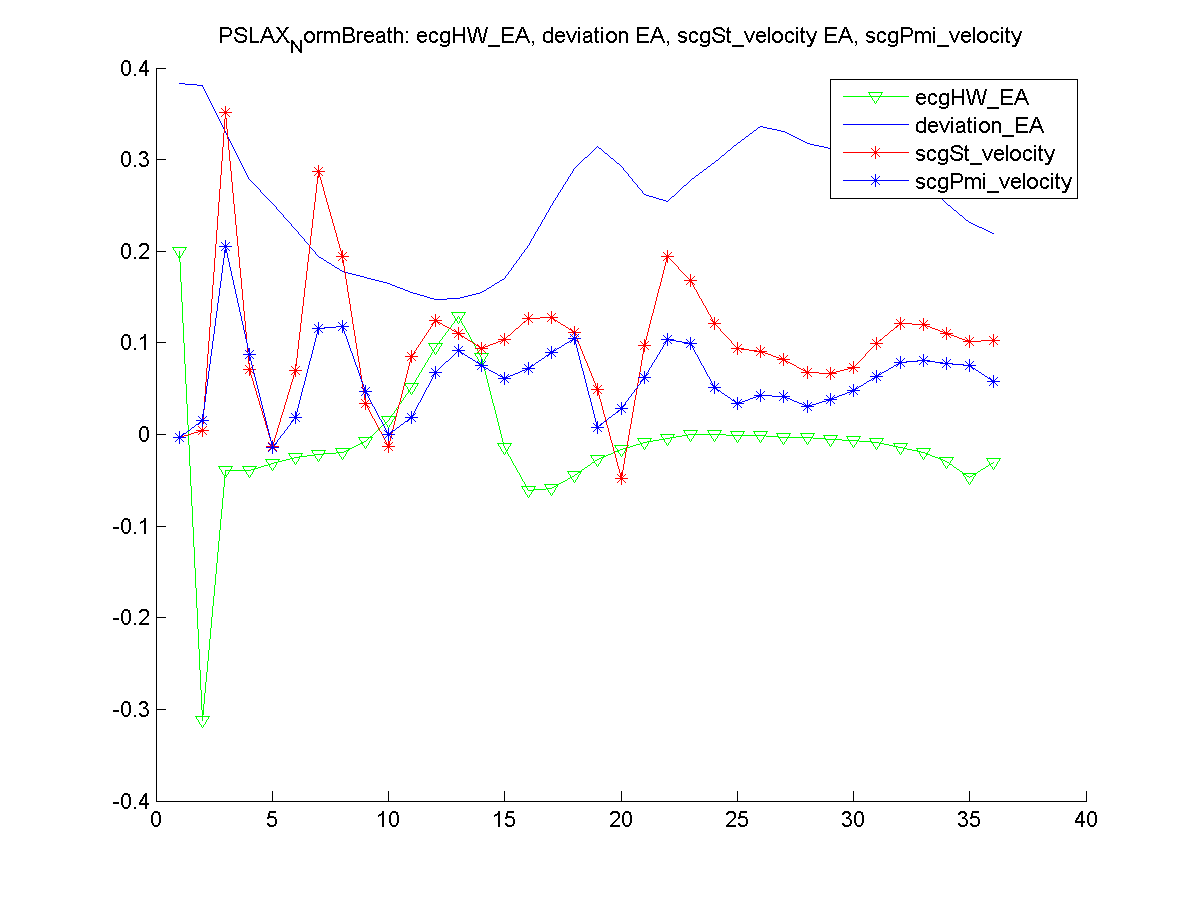 PSLAX_NormBreath: ecgHW_EA, deviation EA, scgSt_velocity EA, scgPmi_velocity
ecgHW_EA
deviation_EA
scgSt_velocity
scgPmi_velocity
0.4
0.3
0.2
0.1
0
-0.1
-0.2
-0.3
-0.4
0 5 10 15 20 25 30 35 40